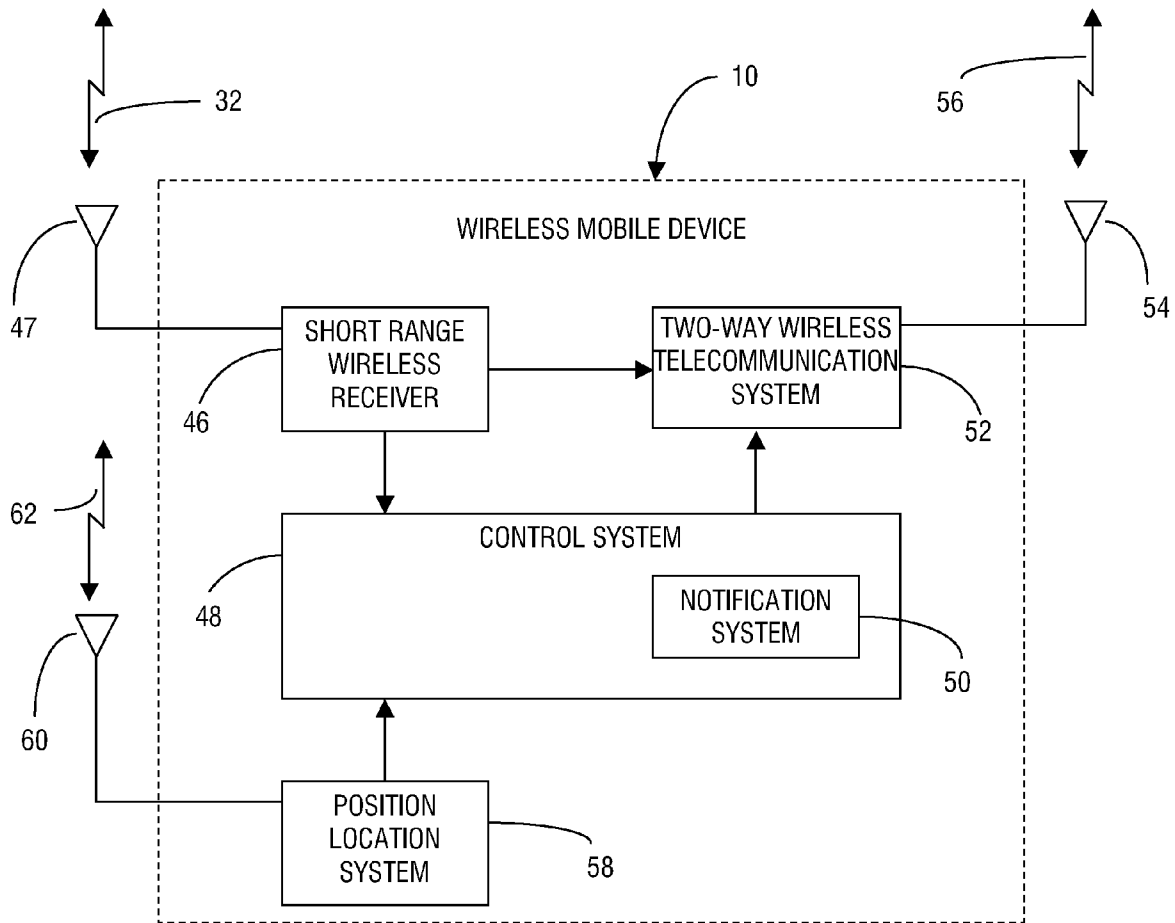 32
10
56
WIRELESS MOBILE DEVICE
47
54
SHORT RANGE
WIRELESS
RECEIVER
46
TWO-WAY WIRELESS
TELECOMMUNICATION
SYSTEM
52
62
CONTROL SYSTEM
48
NOTIFICATION
SYSTEM
50
60
POSITION
LOCATION
SYSTEM
58